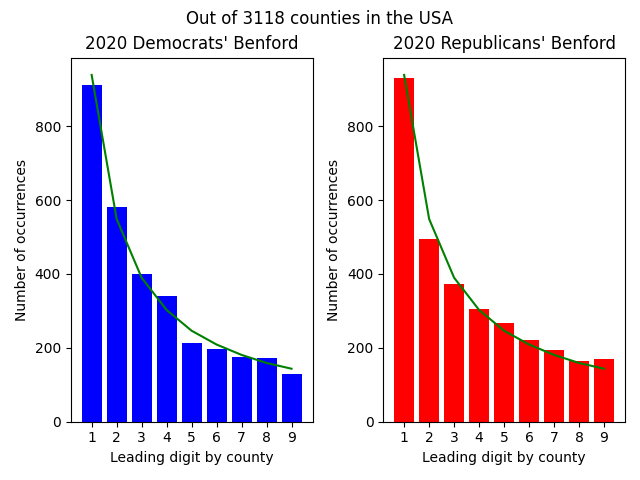 Out of 3118 counties in the USA
2020 Democrats' Benford
Number of occurrences
800
600
400
200
0
1 2 3 4 5 6 7 8 9
Leading digit by county
2020 Republicans' Benford
Number of occurrences
800
600
400
200
0
1 2 3 4 5 6 7 8 9
Leading digit by county